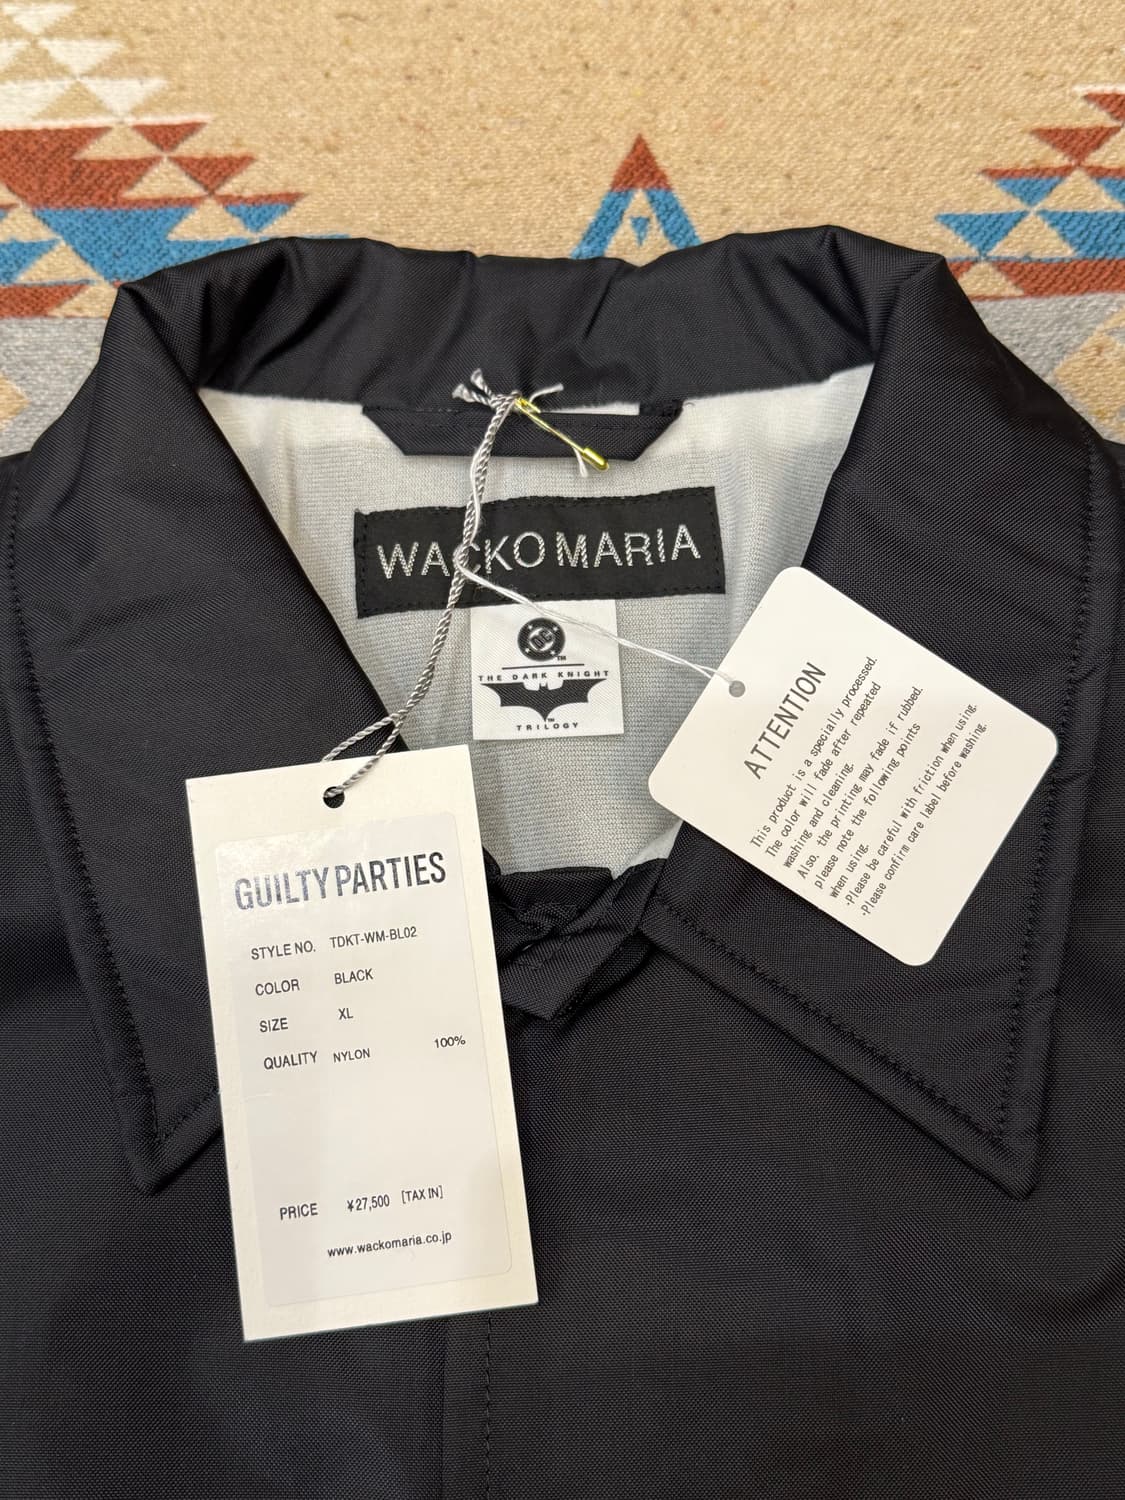 WACKO MARIA
DC
TM
THE DARK KNIGHT
TM
TRILOGY
GUILTY PARTIES
STYLE NO. TDKT-WM-BL02
COLOR BLACK
SIZE XL
QUALITY NYLON 100%
PRICE ¥27,500 [TAX IN]
www.wackomaria.co.jp
ATTENTION
This product is a specially processed.
The color will fade after repeated
washing and cleaning.
Also, the printing may fade if rubbed.
please note the following points
when using.
·Please be careful with friction when using.
·Please confirm care label before washing.